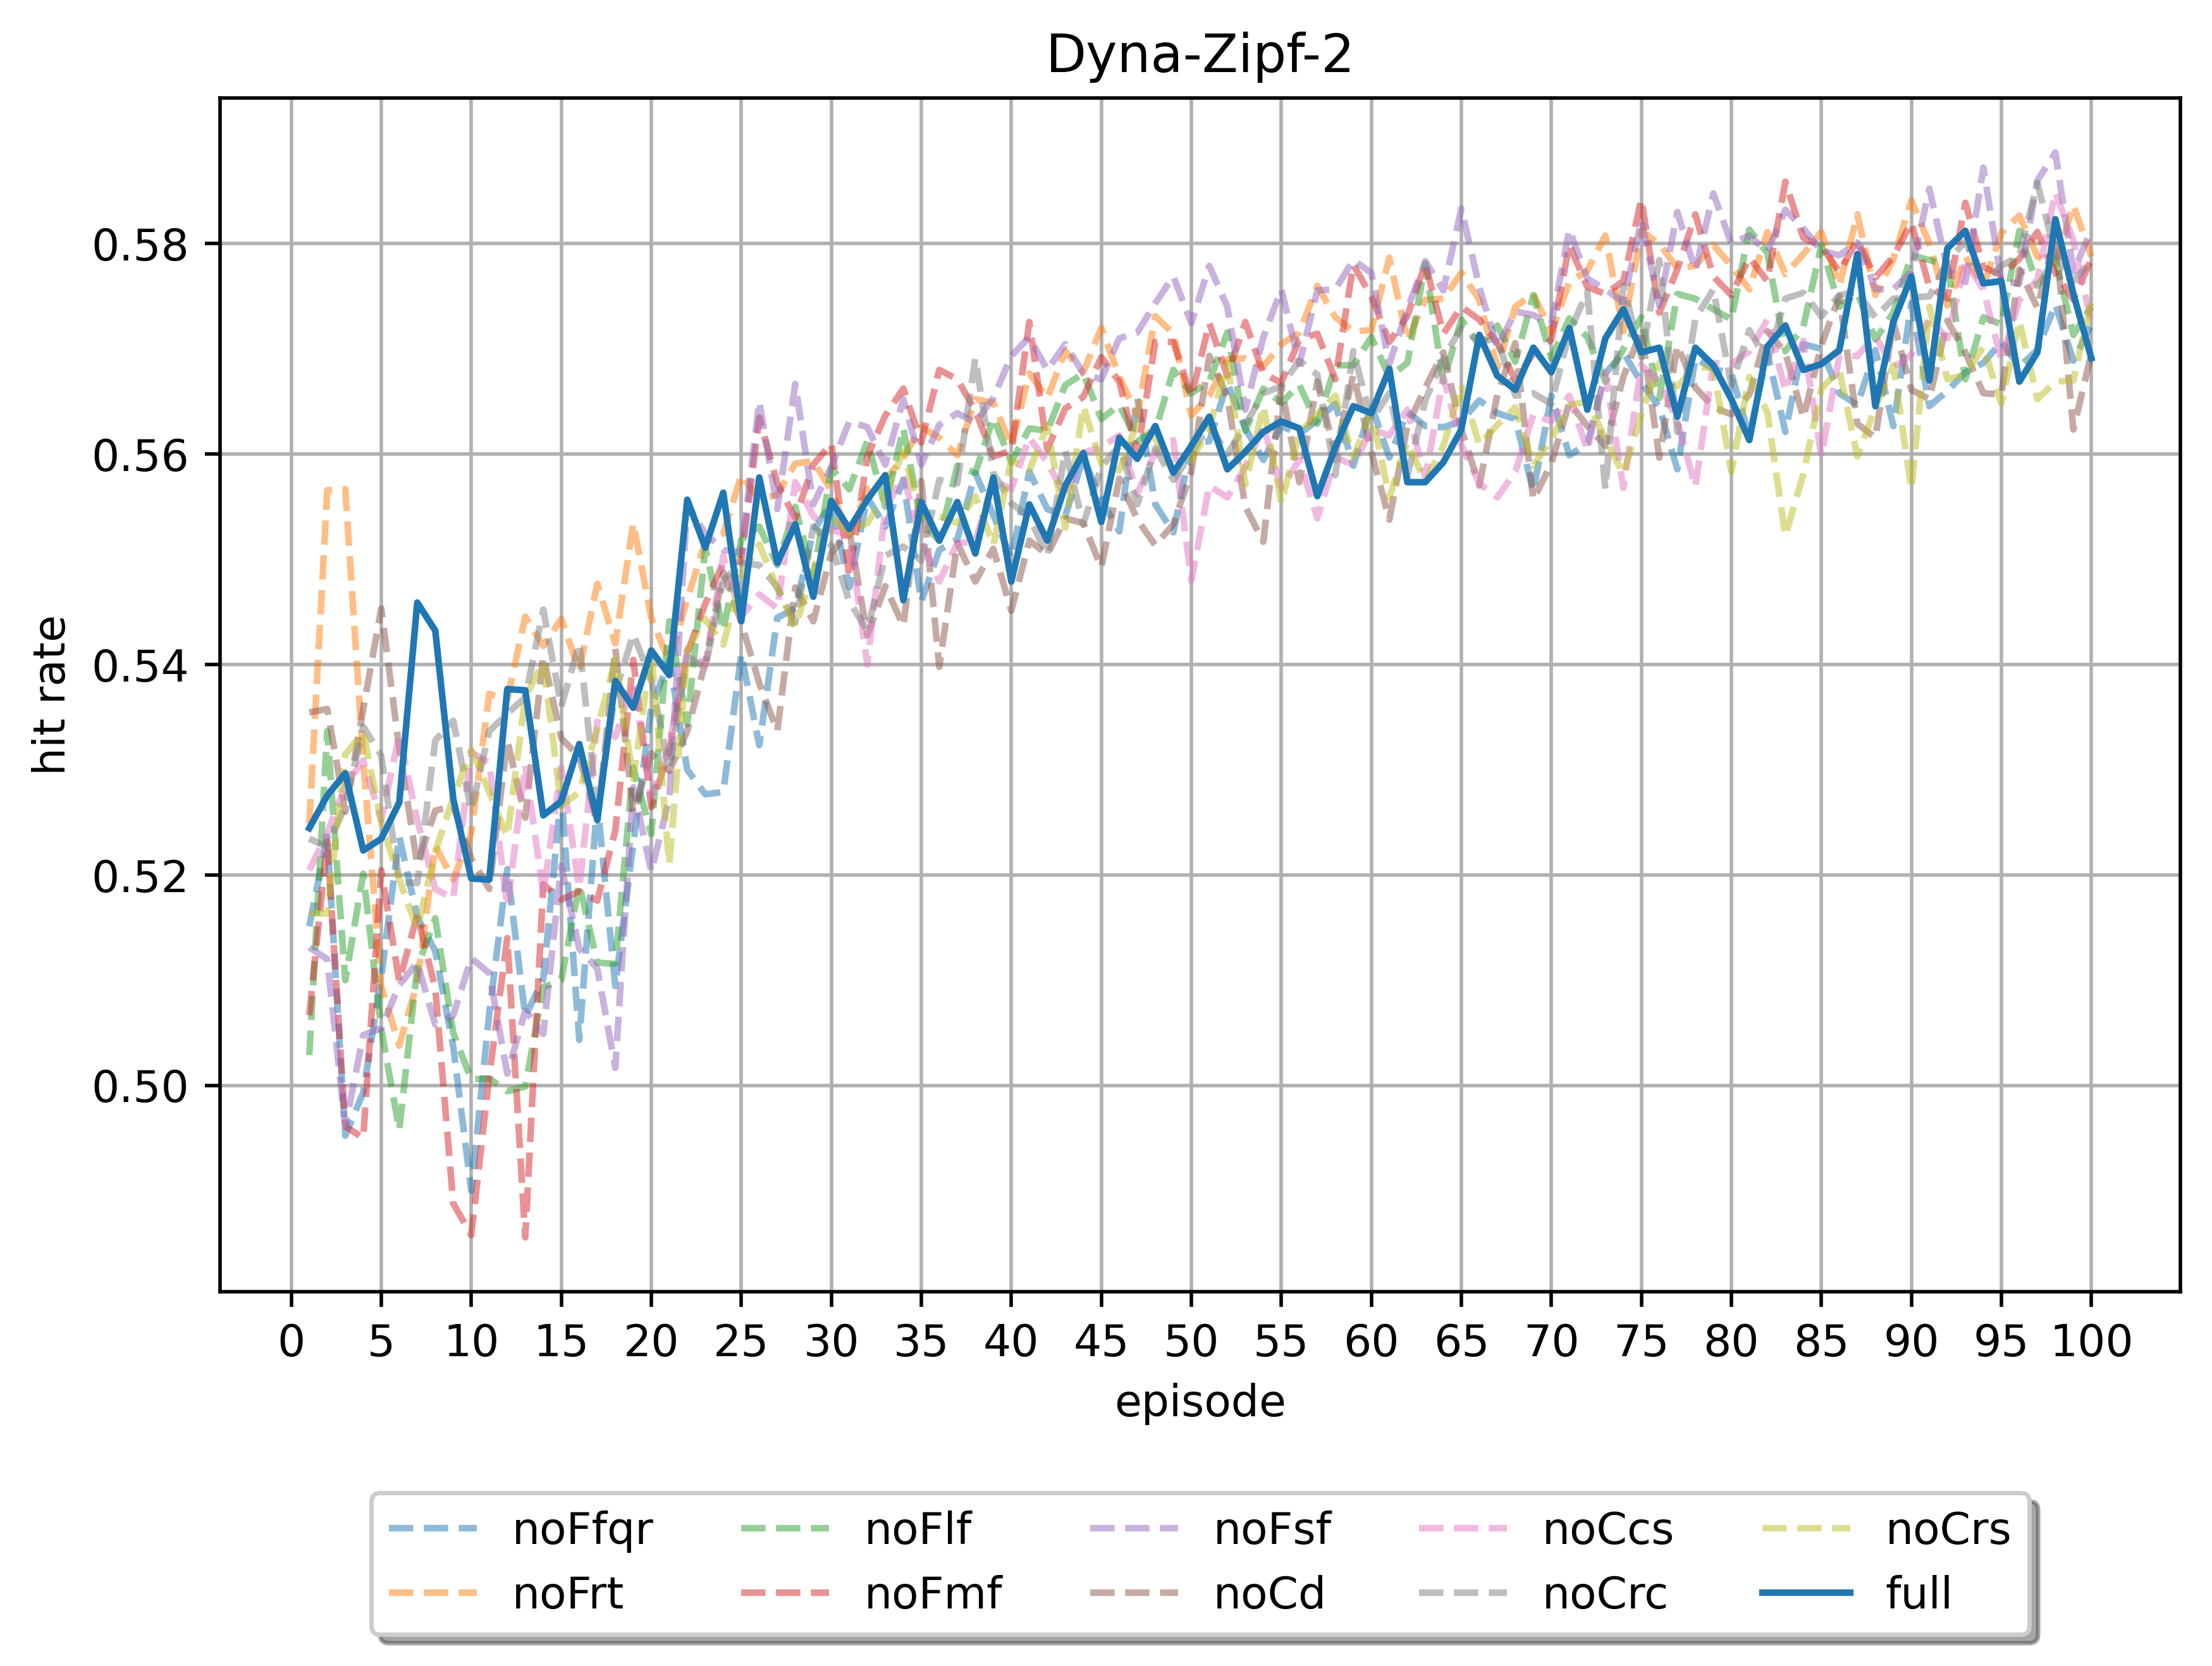 Dyna-Zipf-2
hit rate
0.58
0.56
0.54
0.52
0.50
0 5 10 15 20 25 30 35 40 45 50 55 60 65 70 75 80 85 90 95 100
episode
noFfqr noFlf noFsf noCcs noCrs
noFrt noFmf noCd noCrc full